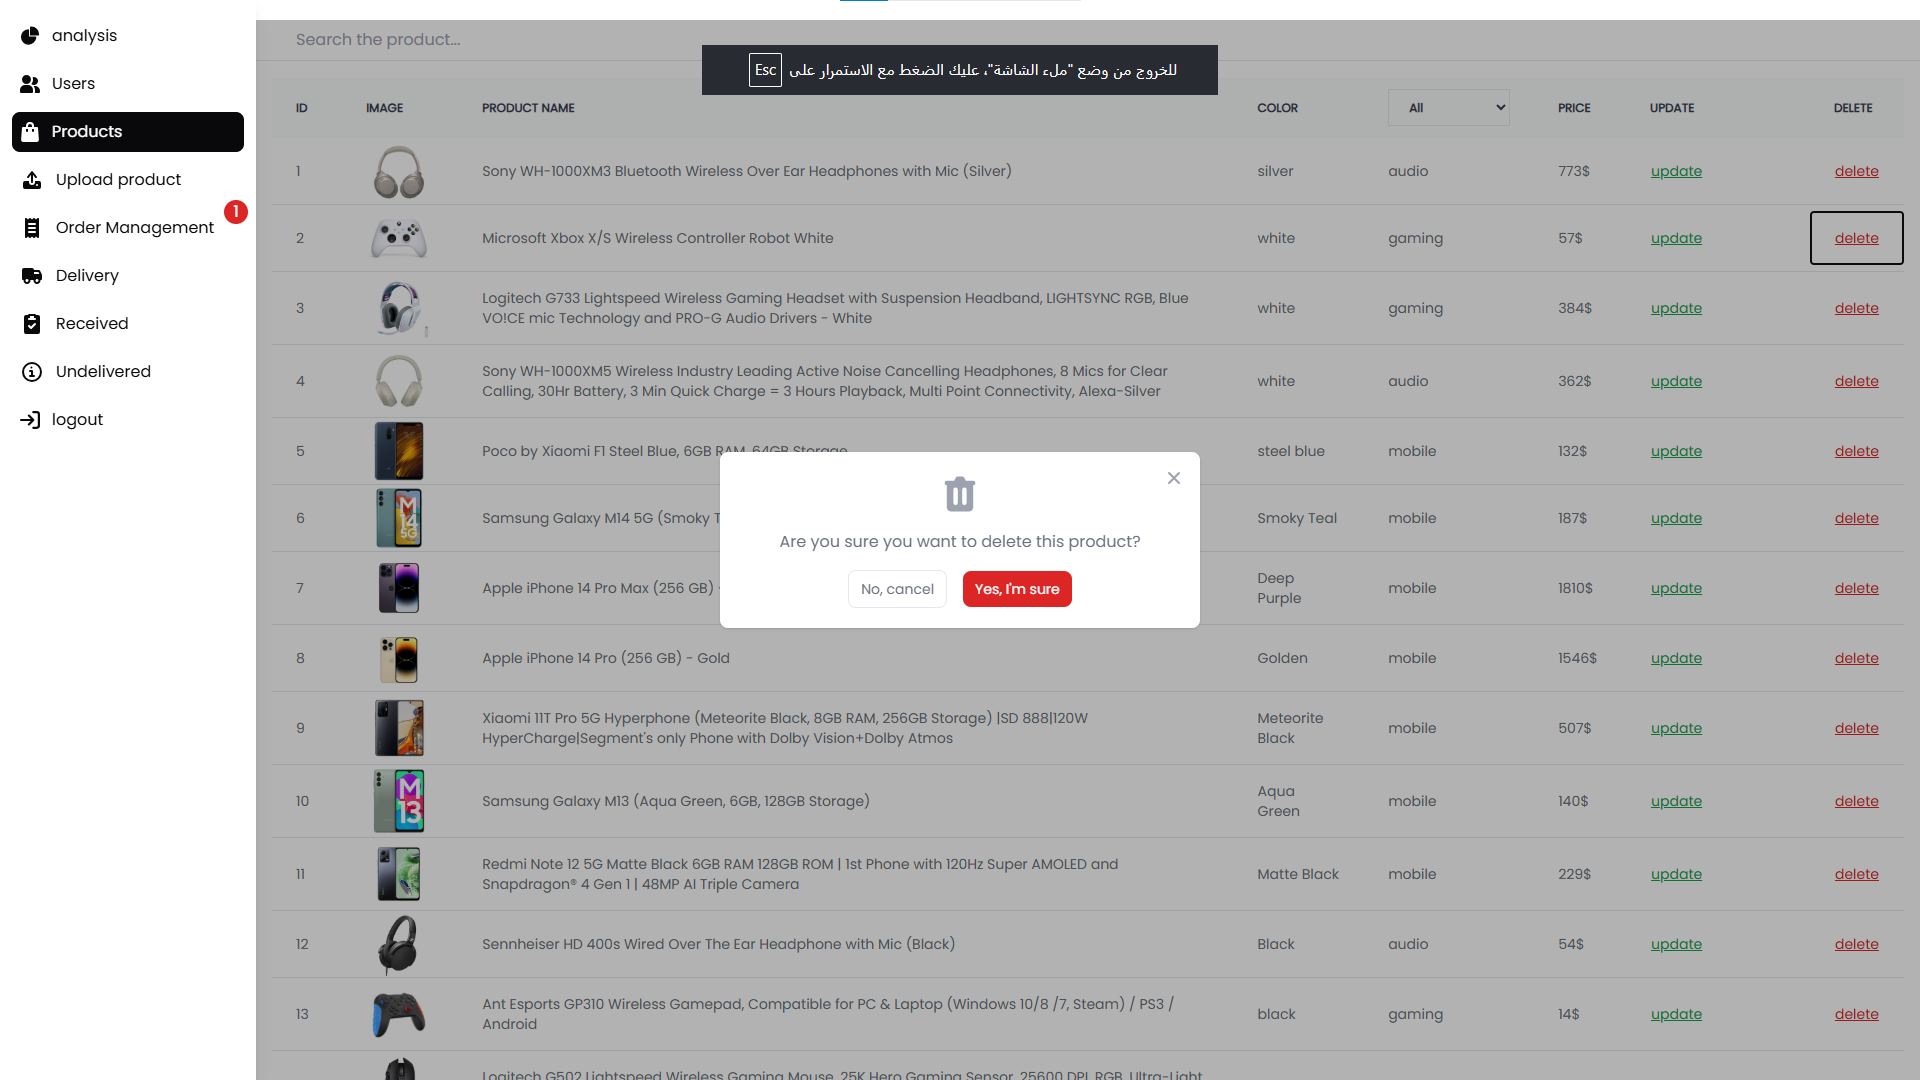 analysis
Users
Products
Upload product
Order Management
1
Delivery
Received
Undelivered
logout
Search the product...
للخروج من وضع "ملء الشاشة"، عليك الضغط مع الاستمرار على Esc
ID IMAGE PRODUCT NAME COLOR All PRICE UPDATE DELETE
1 Sony WH-1000XM3 Bluetooth Wireless Over Ear Headphones with Mic (Silver) silver audio 773$ update delete
2 Microsoft Xbox X/S Wireless Controller Robot White white gaming 57$ update delete
3 Logitech G733 Lightspeed Wireless Gaming Headset with Suspension Headband, LIGHTSYNC RGB, Blue
VO!CE mic Technology and PRO-G Audio Drivers - White white gaming 384$ update delete
4 Sony WH-1000XM5 Wireless Industry Leading Active Noise Cancelling Headphones, 8 Mics for Clear
Calling, 30Hr Battery, 3 Min Quick Charge = 3 Hours Playback, Multi Point Connectivity, Alexa-Silver white audio 362$ update delete
5 Poco by Xiaomi F1 Steel Blue, 6GB RAM, 64GB Storage steel blue mobile 132$ update delete
M
14
5G
6 Samsung Galaxy M14 5G (Smoky Smoky Teal mobile 187$ update delete
7 Apple iPhone 14 Pro Max (256 GB) Deep
Purple mobile 1810$ update delete
Are you sure you want to delete this product?
No, cancel
Yes, I'm sure
8 Apple iPhone 14 Pro (256 GB) - Gold Golden mobile 1546$ update delete
9 Xiaomi 11T Pro 5G Hyperphone (Meteorite Black, 8GB RAM, 256GB Storage) |SD 888|120W
HyperCharge|Segment's only Phone with Dolby Vision+Dolby Atmos Meteorite
Black mobile 507$ update delete
M
13
10 Samsung Galaxy M13 (Aqua Green, 6GB, 128GB Storage) Aqua
Green mobile 140$ update delete
11 Redmi Note 12 5G Matte Black 6GB RAM 128GB ROM | 1st Phone with 120Hz Super AMOLED and
Snapdragon® 4 Gen 1 | 48MP AI Triple Camera Matte Black mobile 229$ update delete
12 Sennheiser HD 400s Wired Over The Ear Headphone with Mic (Black) Black audio 54$ update delete
13 Ant Esports GP310 Wireless Gamepad, Compatible for PC & Laptop (Windows 10/8 /7, Steam) / PS3 /
Android black gaming 14$ update delete
Logitech G502 Lightspeed Wireless Gaming Mouse, 25K Hero Gaming Sensor, 25600 DPI, RGB, Ultra-Light